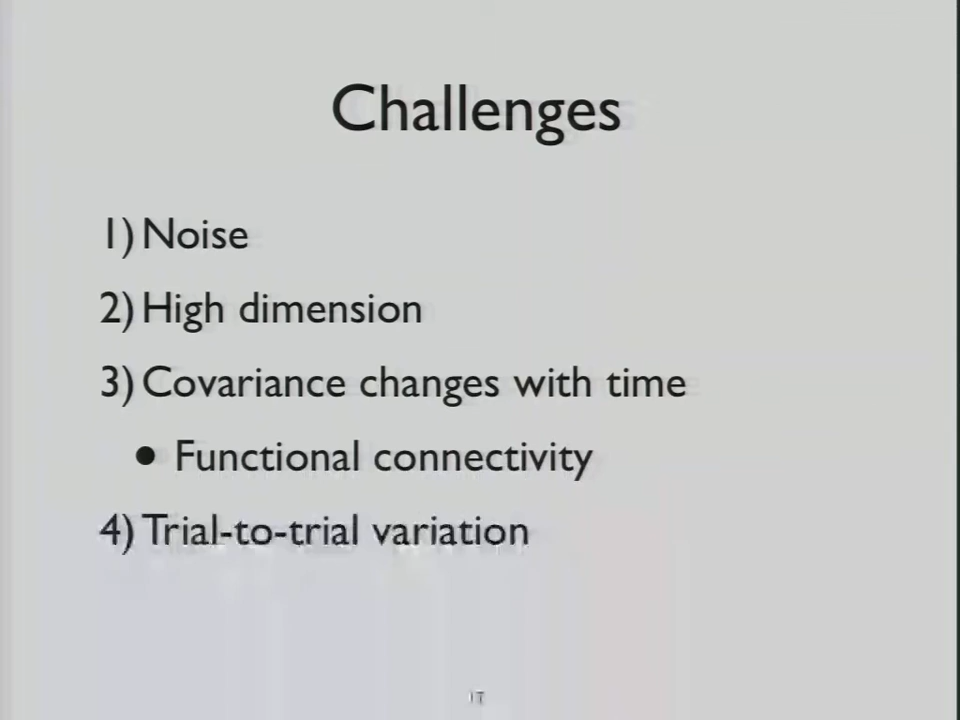 Challenges
1) Noise
2) High dimension
3) Covariance changes with time
• Functional connectivity
4) Trial-to-trial variation
17